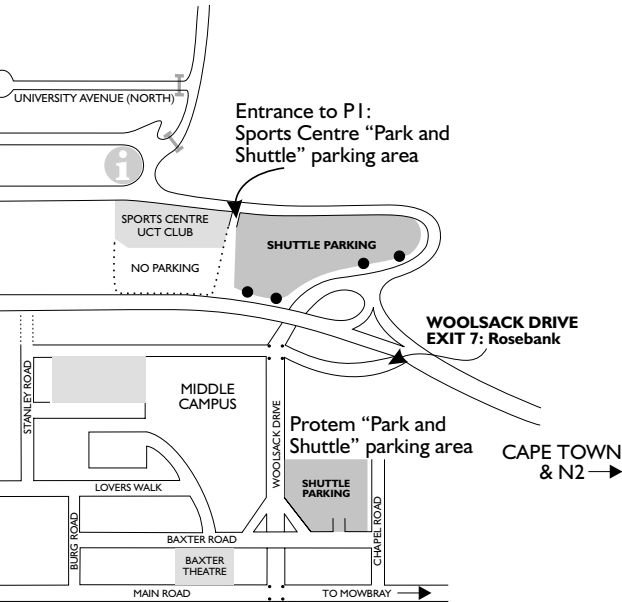 UNIVERSITY AVENUE (NORTH)
Entrance to P1:
Sports Centre “Park and
Shuttle” parking area
i
SPORTS CENTRE
UCT CLUB
SHUTTLE PARKING
NO PARKING
WOOLSACK DRIVE
EXIT 7: Rosebank
STANLEY ROAD
MIDDLE
CAMPUS
WOOLSACK DRIVE
Protem “Park and
Shuttle” parking area
CAPE TOWN
& N2
SHUTTLE
PARKING
LOVERS WALK
BURG ROAD
BAXTER ROAD
CHAPEL ROAD
BAXTER
THEATRE
MAIN ROAD
TO MOWBRAY